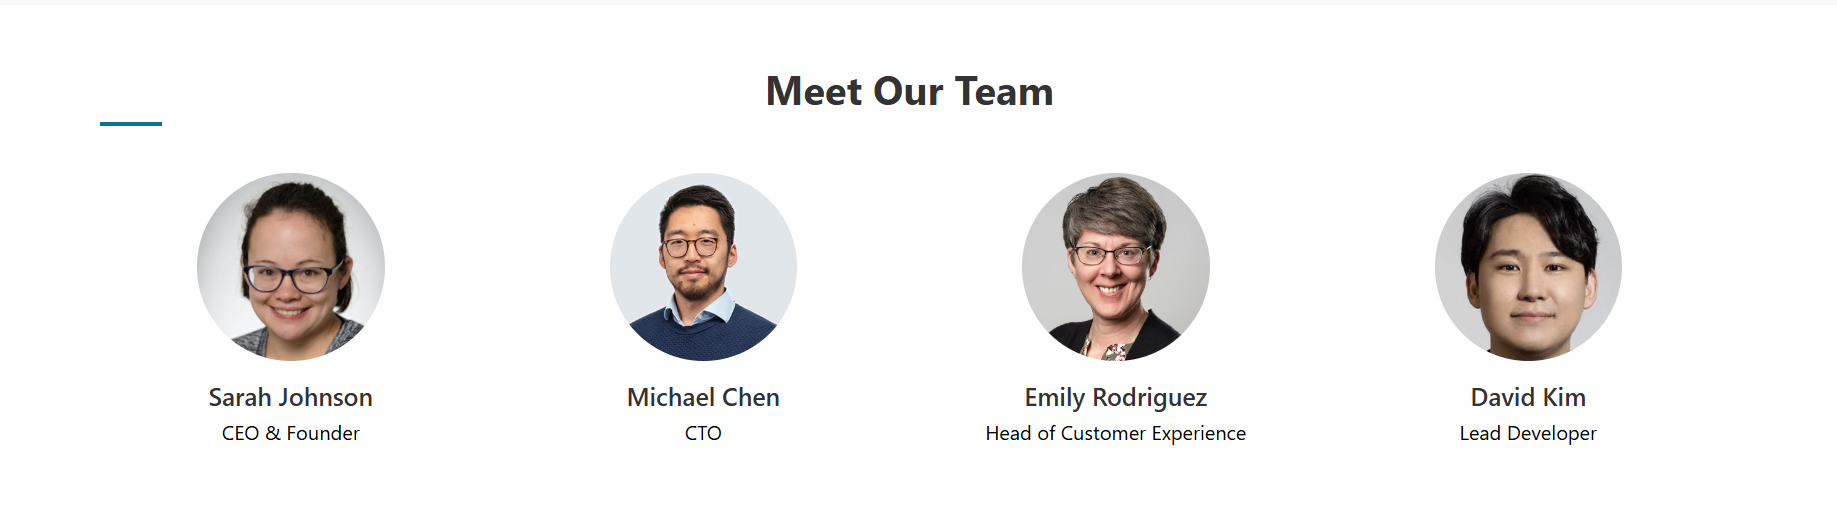 Meet Our Team
Sarah Johnson
CEO & Founder
Michael Chen
CTO
Emily Rodriguez
Head of Customer Experience
David Kim
Lead Developer